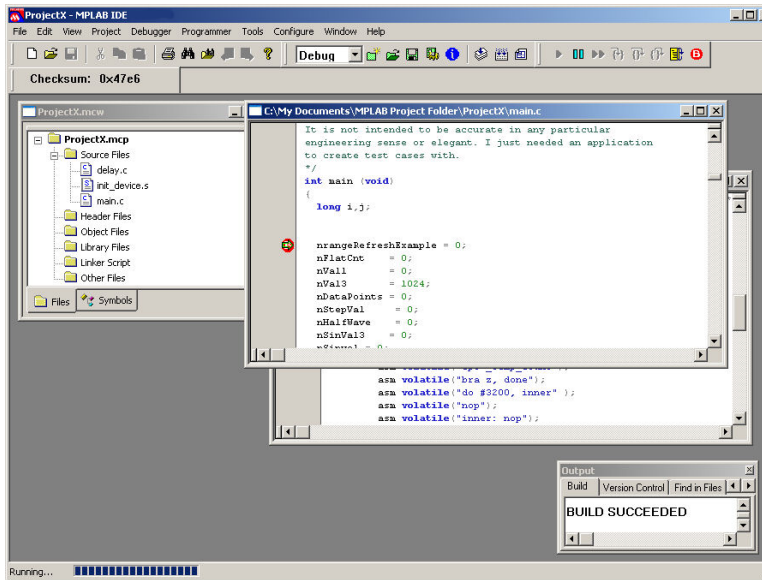 ProjectX - MPLAB IDE
File Edit View Project Debugger Programmer Tools Configure Window Help
Debug
Checksum: 0x47e6
ProjectX.mcw
ProjectX.mcp
Source Files
delay.c
init_device.s
main.c
Header Files
Object Files
Library Files
Linker Script
Other Files
Files Symbols
C:\My Documents\MPLAB Project Folder\ProjectX\main.c
It is not intended to be accurate in any particular
engineering sense or elegant. I just needed an application
to create test cases with.
*/
int main (void)
{
long i,j;
nrangeRefreshExample = 0;
nFlatCnt = 0;
nVal1 = 0;
nVal3 = 1024;
nDataPoints = 0;
nStepVal = 0;
nHalfWave = 0;
nSinVal3 = 0;
asm volatile("bra z, done");
asm volatile("do #3200, inner" );
asm volatile("nop");
asm volatile("inner: nop");
Output
Build Version Control Find in Files
BUILD SUCCEEDED
Running...